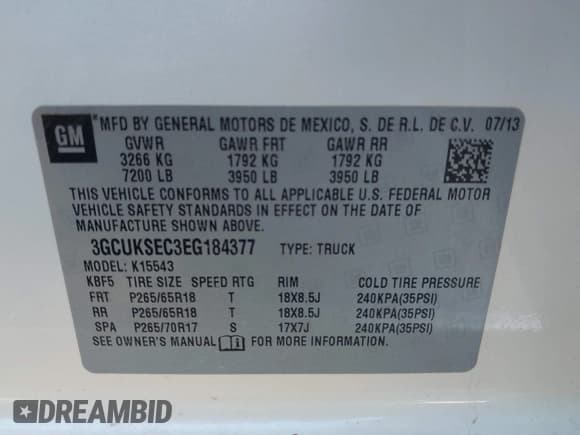 GM *MFD BY GENERAL MOTORS DE MEXICO, S. DE R.L. DE C.V. 07/13
GVWR GAWR FRT GAWR RR
3266 KG 1792 KG 1792 KG
7200 LB 3950 LB 3950 LB
THIS VEHICLE CONFORMS TO ALL APPLICABLE U.S. FEDERAL MOTOR
VEHICLE SAFETY STANDARDS IN EFFECT ON THE DATE OF
MANUFACTURE SHOWN ABOVE.
3GCUKSEC3EG184377 TYPE: TRUCK
MODEL: K15543
KBF5 TIRE SIZE SPEED RTG RIM COLD TIRE PRESSURE
FRT P265/65R18 T 18X8.5J 240KPA(35PSI)
RR P265/65R18 T 18X8.5J 240KPA(35PSI)
SPA P265/70R17 S 17X7J 240KPA(35PSI)
SEE OWNER'S MANUAL FOR MORE INFORMATION.
DREAMBID